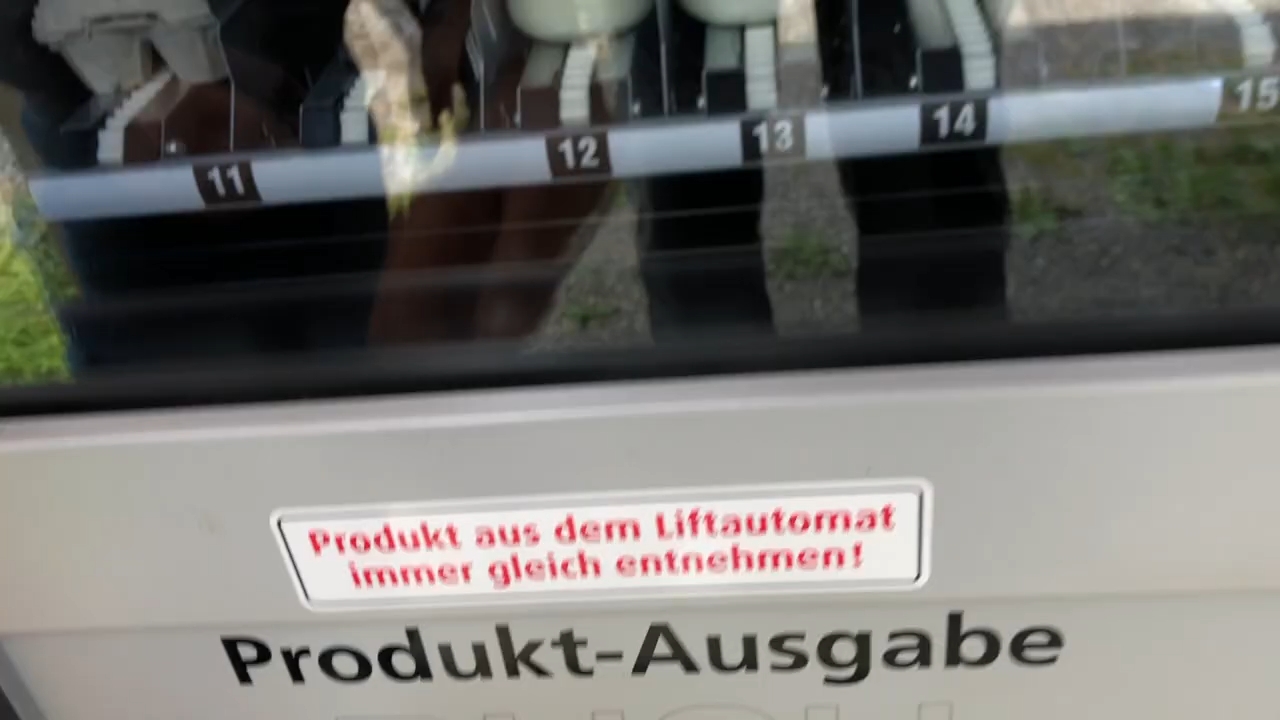 11 12 13 14 15
Produkt aus dem Liftautomat
immer gleich entnehmen!
Produkt-Ausgabe